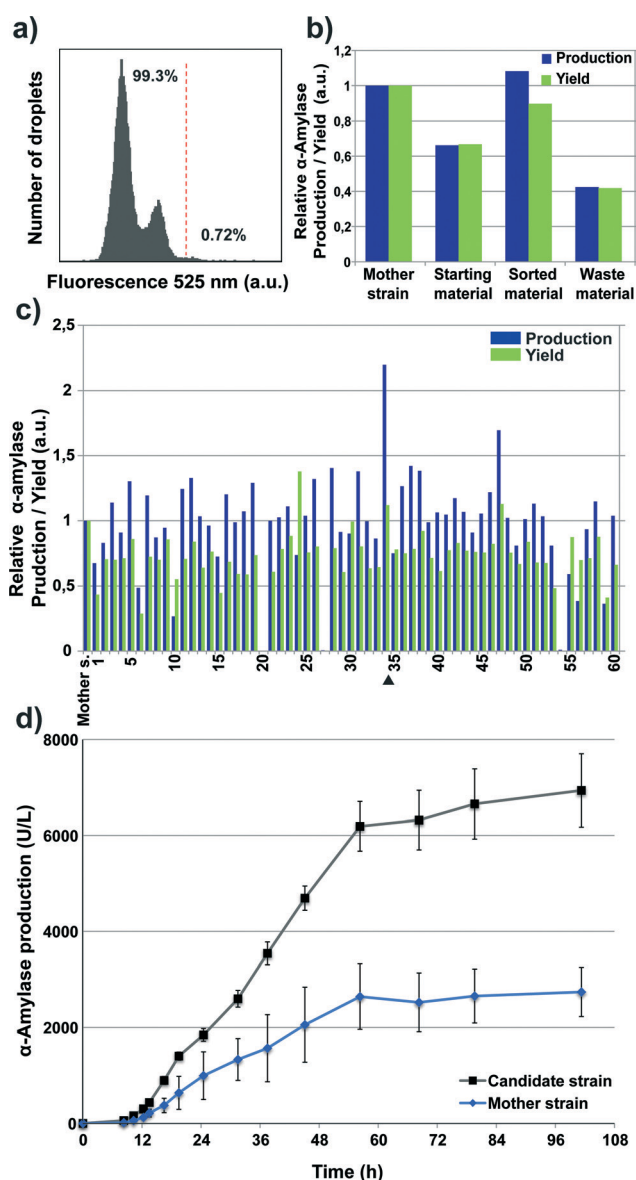 a)
99.3%
0.72%
Number of droplets
Fluorescence 525 nm (a.u.)
b)
Relative α-Amylase
Production / Yield (a.u.)
1,2
1
0,8
0,6
0,4
0,2
0
Production
Yield
Mother strain
Starting material
Sorted material
Waste material
c)
Relative α-amylase
Prudction / Yield (a.u.)
2,5
2
1,5
1
0,5
0
Production
Yield
Mother s.
1
5
10
15
20
25
30
35
40
45
50
55
60
d)
α-Amylase production (U/L)
8000
6000
4000
2000
0
Candidate strain
Mother strain
0 12 24 36 48 60 72 84 96 108
Time (h)